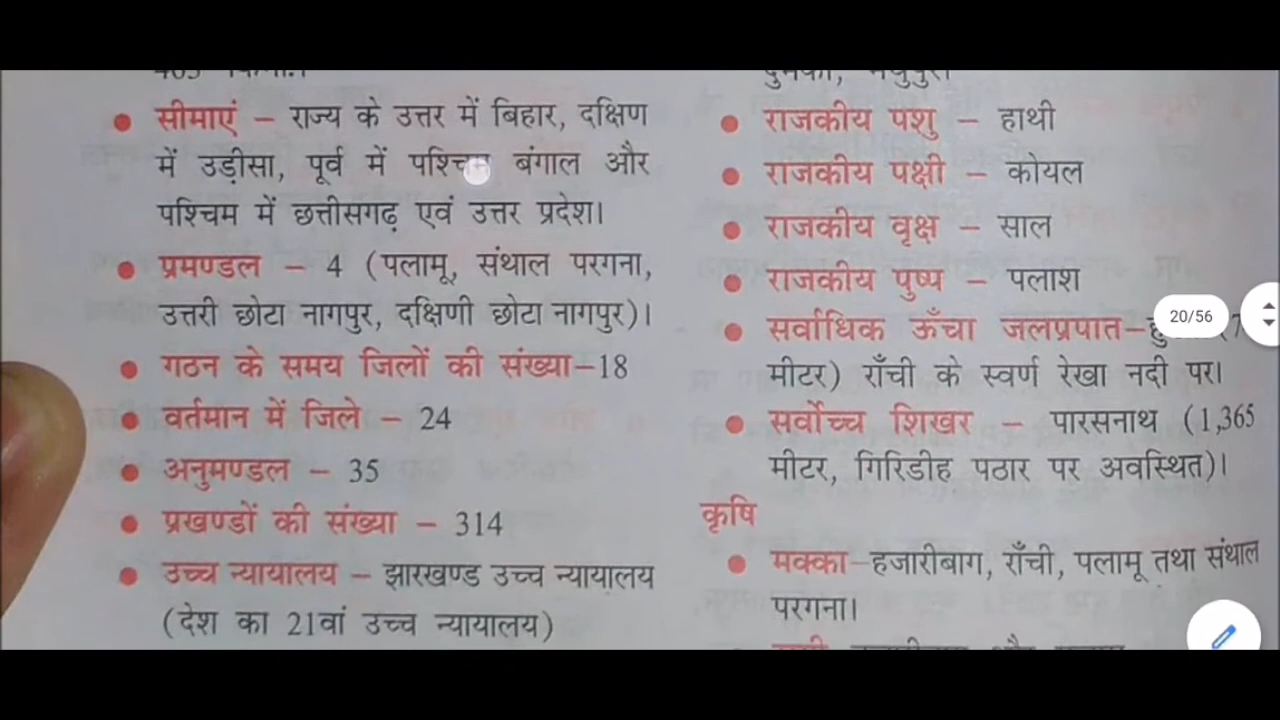 सीमाएं – राज्य के उत्तर में बिहार, दक्षिण
में उड़ीसा, पूर्व में पश्चिम बंगाल और
पश्चिम में छत्तीसगढ़ एवं उत्तर प्रदेश।
प्रमण्डल – 4 (पलामू, संथाल परगना,
उत्तरी छोटा नागपुर, दक्षिणी छोटा नागपुर)।
गठन के समय जिलों की संख्या–18
वर्तमान में जिले – 24
अनुमण्डल – 35
प्रखण्डों की संख्या – 314
उच्च न्यायालय – झारखण्ड उच्च न्यायालय
(देश का 21वां उच्च न्यायालय)
राजकीय पशु – हाथी
राजकीय पक्षी – कोयल
राजकीय वृक्ष – साल
राजकीय पुष्प – पलाश
सर्वाधिक ऊँचा जलप्रपात–
मीटर) राँची के स्वर्ण रेखा नदी पर।
सर्वोच्च शिखर – पारसनाथ (1,365
मीटर, गिरिडीह पठार पर अवस्थित)।
कृषि
मक्का–हजारीबाग, राँची, पलामू तथा संथाल
परगना।
20/56